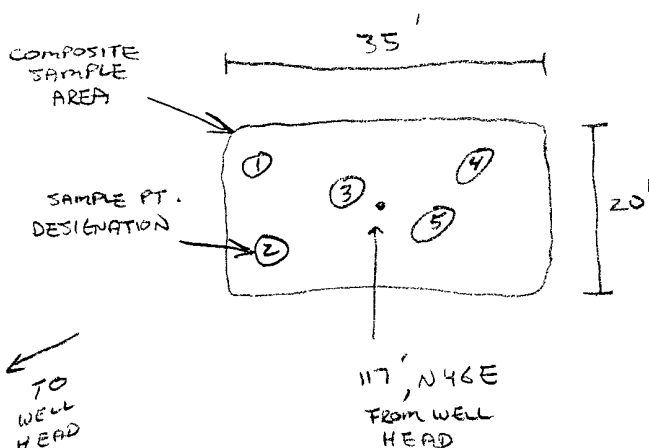 35'
COMPOSITE
SAMPLE
AREA
1
4
3
SAMPLE PT.
DESIGNATION
5
20'
2
TO
WELL
HEAD
117', N46E
FROM WELL
HEAD